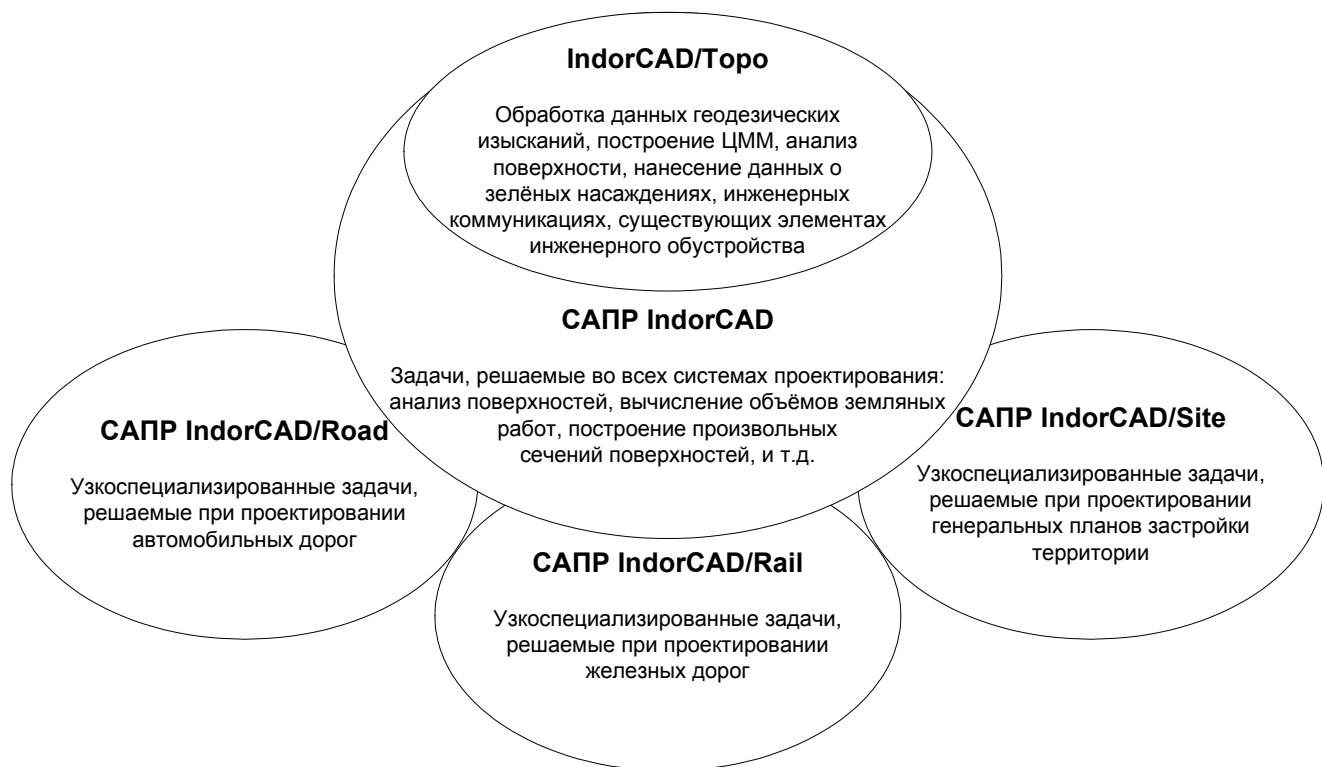 IndorCAD/Topo
Обработка данных геодезических
изысканий, построение ЦММ, анализ
поверхности, нанесение данных о
зелёных насаждениях, инженерных
коммуникациях, существующих элементах
инженерного обустройства
САПР IndorCAD
Задачи, решаемые во всех системах проектирования:
анализ поверхностей, вычисление объёмов земляных
работ, построение произвольных
сечений поверхностей, и т.д.
САПР IndorCAD/Road
Узкоспециализированные задачи,
решаемые при проектировании
автомобильных дорог
САПР IndorCAD/Rail
Узкоспециализированные задачи,
решаемые при проектировании
железных дорог
САПР IndorCAD/Site
Узкоспециализированные задачи,
решаемые при проектировании
генеральных планов застройки
территории